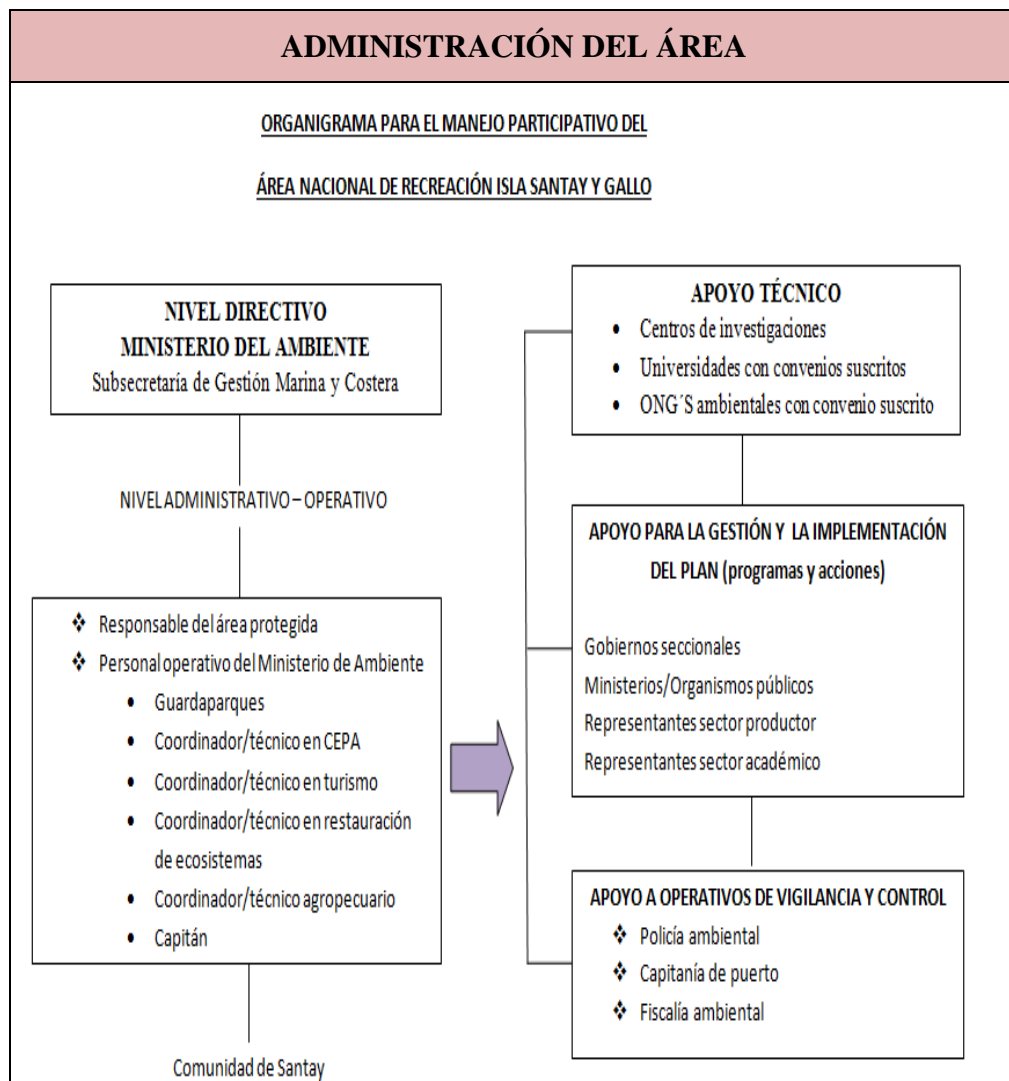 ADMINISTRACIÓN DEL ÁREA
ORGANIGRAMA PARA EL MANEJO PARTICIPATIVO DEL
ÁREA NACIONAL DE RECREACIÓN ISLA SANTAY Y GALLO
NIVEL DIRECTIVO
MINISTERIO DEL AMBIENTE
Subsecretaría de Gestión Marina y Costera
NIVEL ADMINISTRATIVO – OPERATIVO
❖ Responsable del área protegida
❖ Personal operativo del Ministerio de Ambiente
• Guardaparques
• Coordinador/técnico en CEPA
• Coordinador/técnico en turismo
• Coordinador/técnico en restauración
de ecosistemas
• Coordinador/técnico agropecuario
• Capitán
Comunidad de Santay
APOYO TÉCNICO
• Centros de investigaciones
• Universidades con convenios suscritos
• ONG´S ambientales con convenio suscrito
APOYO PARA LA GESTIÓN Y LA IMPLEMENTACIÓN
DEL PLAN (programas y acciones)
Gobiernos seccionales
Ministerios/Organismos públicos
Representantes sector productor
Representantes sector académico
APOYO A OPERATIVOS DE VIGILANCIA Y CONTROL
❖ Policía ambiental
❖ Capitanía de puerto
❖ Fiscalía ambiental